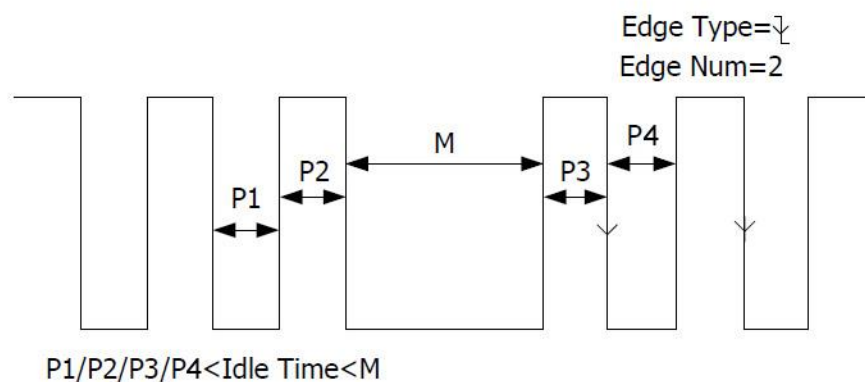 Edge Type=
Edge Num=2
P4
M
P2
P3
P1
P1/P2/P3/P4<Idle Time<M